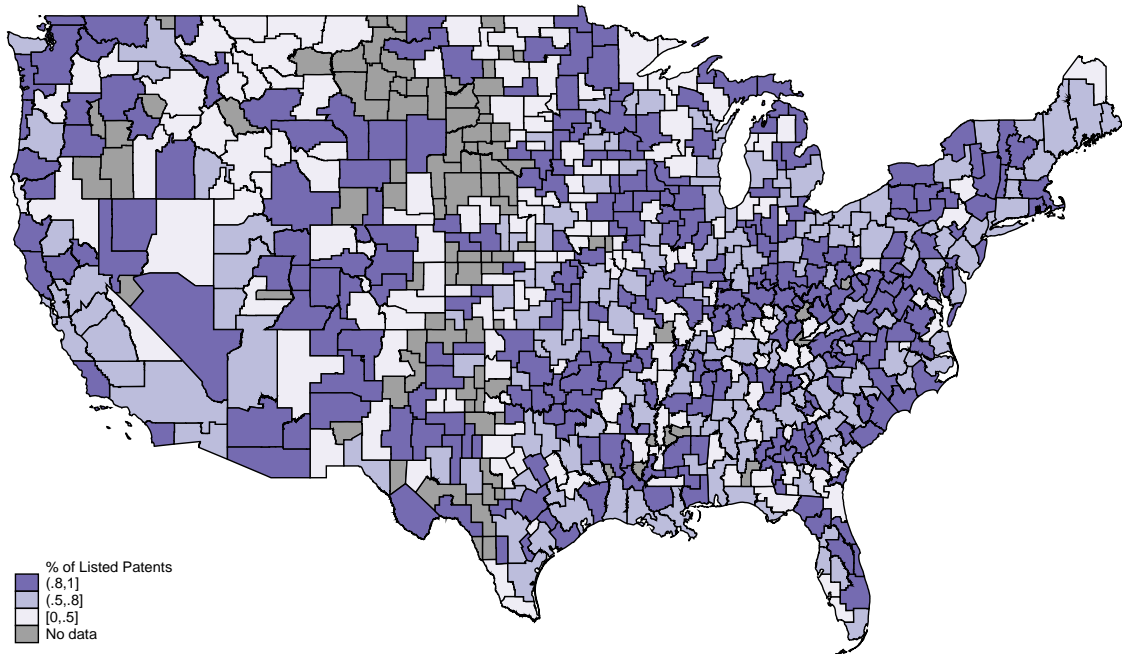 % of Listed Patents
(.8,1]
(.5,.8]
[0,.5]
No data